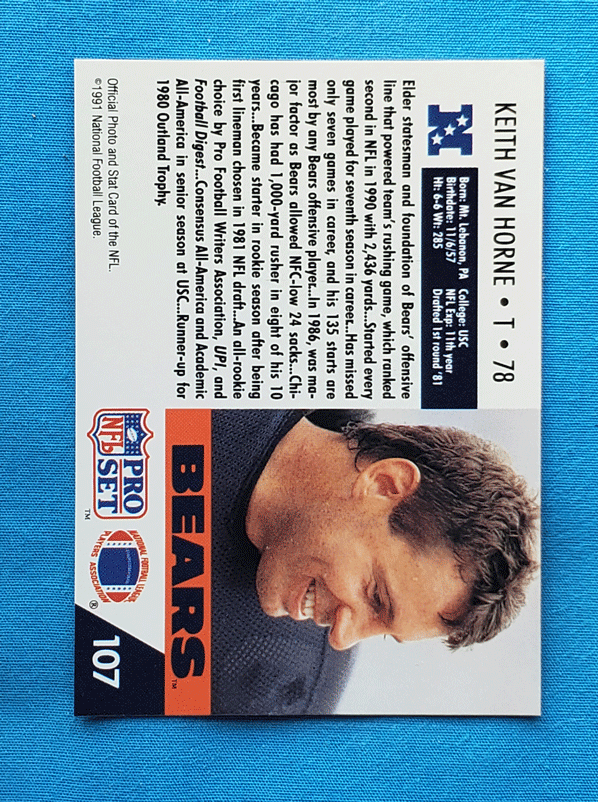 KEITH VAN HORNE • T • 78
N
Born: Mt. Lebanon, PA College: USC
Birthdate: 11/6/57 NFL Exp: 11th year
Ht: 6-6 Wt: 285 Drafted 1st round '81
Elder statesman and foundation of Bears' offensive
line that powered team's rushing game, which ranked
second in NFL in 1990 with 2,436 yards...Started every
game played for seventh season in career...Has missed
only seven games in career, and his 135 starts are
most by any Bears offensive player...In 1986, was ma-
jor factor as Bears allowed NFC-low 24 sacks...Chi-
cago has had 1,000-yard rusher in eight of his 10
years...Became starter in rookie season after being
first lineman chosen in 1981 NFL draft...An all-rookie
choice by Pro Football Writers Association, UPI, and
Football Digest...Consensus All-America and Academic
All-America in senior season at USC...Runner-up for
1980 Outland Trophy.
Official Photo and Stat Card of the NFL.
©1991 National Football League.
BEARS™
PRO
NFL SET™
NATIONAL FOOTBALL LEAGUE
PLAYERS ASSOCIATION ®
107